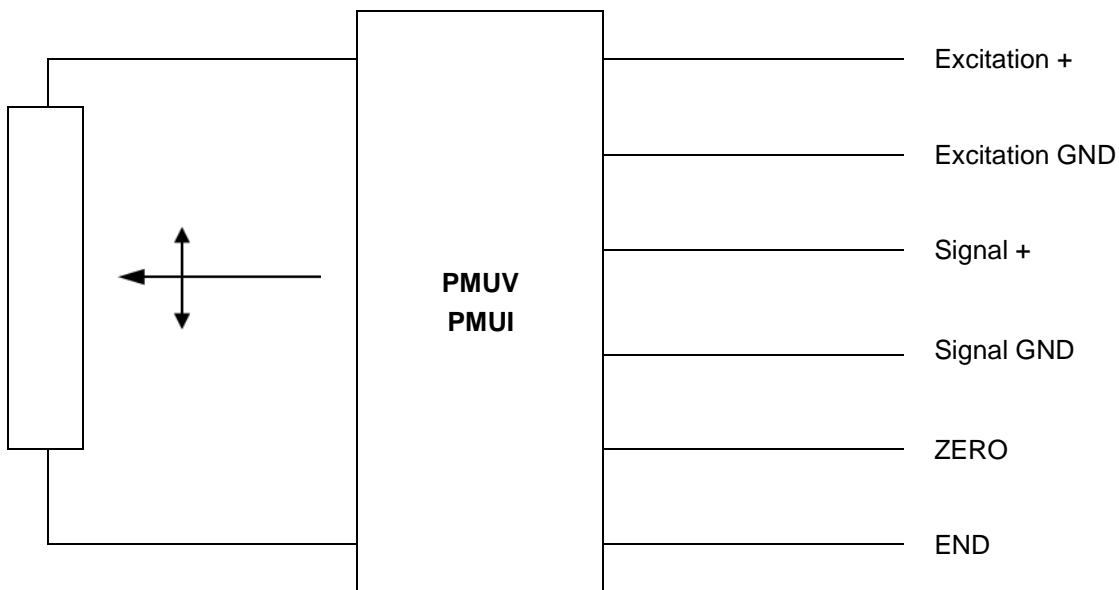 Excitation +
Excitation GND
Signal +
PMUV
PMUI
Signal GND
ZERO
END